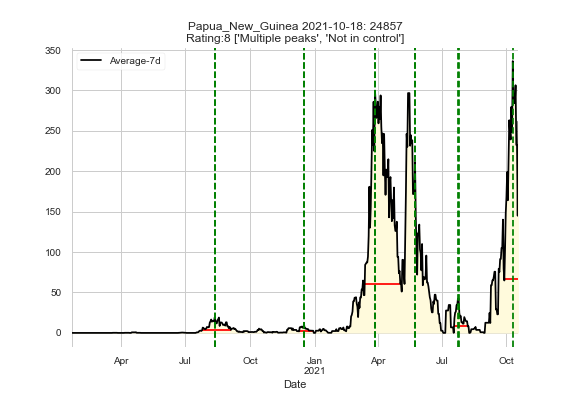 Papua_New_Guinea 2021-10-18: 24857
Rating:8 ['Multiple peaks', 'Not in control']
Average-7d
350
300
250
200
150
100
50
0
Apr
Jul
Oct
Jan
2021
Apr
Jul
Oct
Date